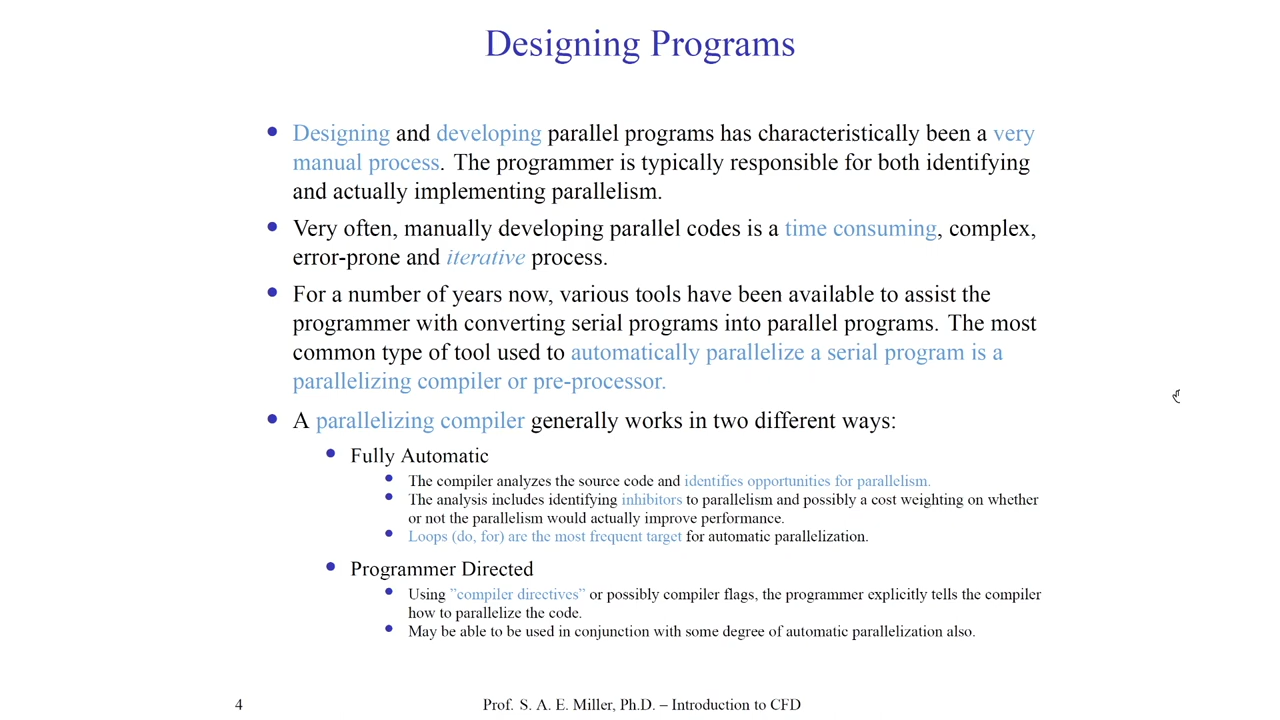 Designing Programs
• Designing and developing parallel programs has characteristically been a very
manual process. The programmer is typically responsible for both identifying
and actually implementing parallelism.
• Very often, manually developing parallel codes is a time consuming, complex,
error-prone and iterative process.
• For a number of years now, various tools have been available to assist the
programmer with converting serial programs into parallel programs. The most
common type of tool used to automatically parallelize a serial program is a
parallelizing compiler or pre-processor.
• A parallelizing compiler generally works in two different ways:
• Fully Automatic
• The compiler analyzes the source code and identifies opportunities for parallelism.
• The analysis includes identifying inhibitors to parallelism and possibly a cost weighting on whether
or not the parallelism would actually improve performance.
• Loops (do, for) are the most frequent target for automatic parallelization.
• Programmer Directed
• Using ”compiler directives” or possibly compiler flags, the programmer explicitly tells the compiler
how to parallelize the code.
• May be able to be used in conjunction with some degree of automatic parallelization also.
4 Prof. S. A. E. Miller, Ph.D. – Introduction to CFD